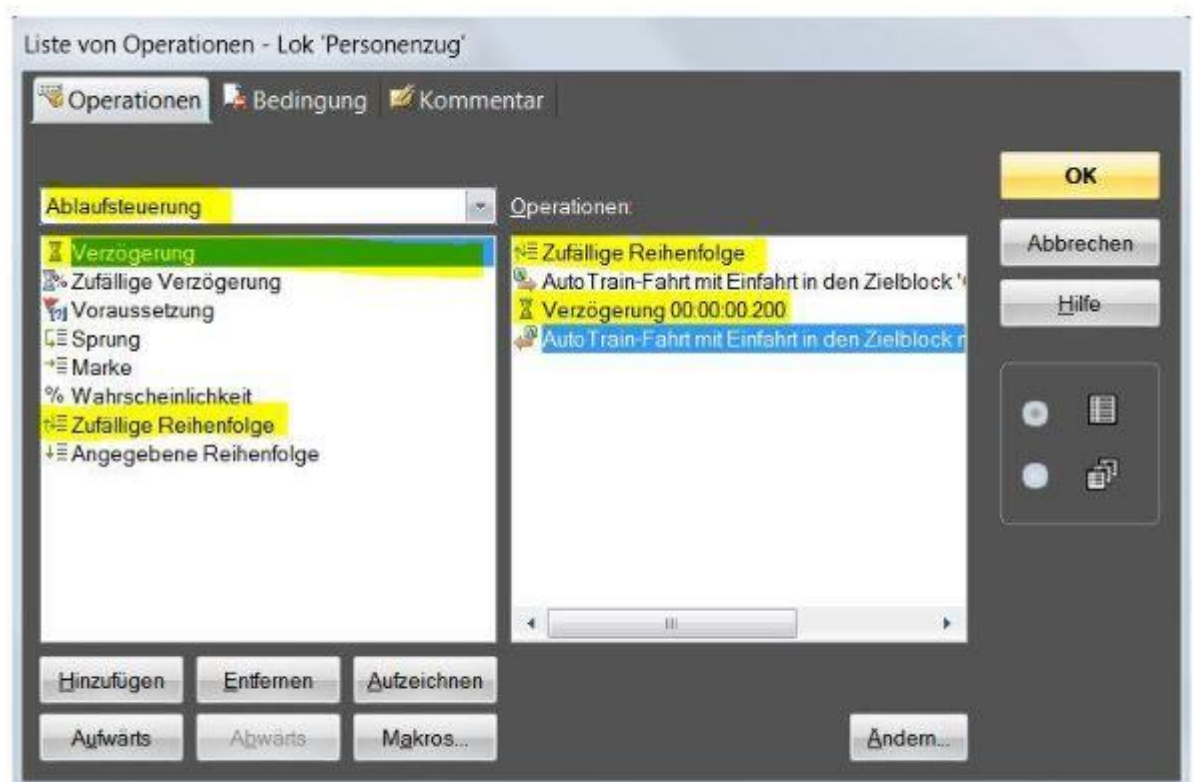 Liste von Operationen - Lok 'Personenzug'
Operationen
Bedingung
Kommentar
Ablaufsteuerung
Verzögerung
Zufällige Verzögerung
Voraussetzung
Sprung
Marke
% Wahrscheinlichkeit
Zufällige Reihenfolge
Angegebene Reihenfolge
Operationen:
Zufällige Reihenfolge
AutoTrain-Fahrt mit Einfahrt in den Zielblock '
Verzögerung 00:00:00.200
AutoTrain-Fahrt mit Einfahrt in den Zielblock
OK
Abbrechen
Hilfe
Hinzufügen
Entfernen
Aufzeichnen
Aufwärts
Abwärts
Makros...
Ändern...